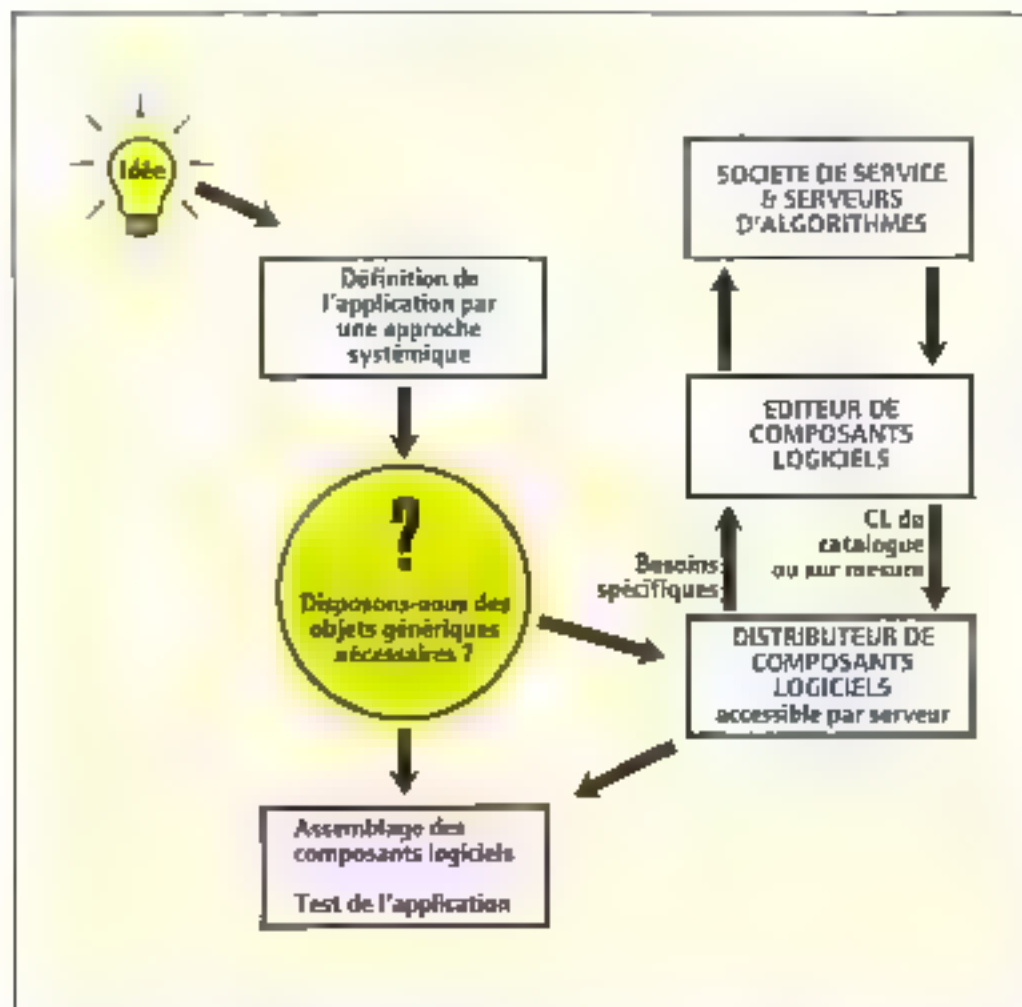 Idée
Définition de
l'application par
une approche
systémique
?
Disposons-nous des
objets génériques
nécessaires ?
Assemblage des
composants logiciels
Test de l'application
SOCIETE DE SERVICE
& SERVEURS
D'ALGORITHMES
EDITEUR DE
COMPOSANTS
LOGICIELS
Besoins
spécifiques
CL de
catalogue
ou sur mesure
DISTRIBUTEUR DE
COMPOSANTS
LOGICIELS
accessible par serveur